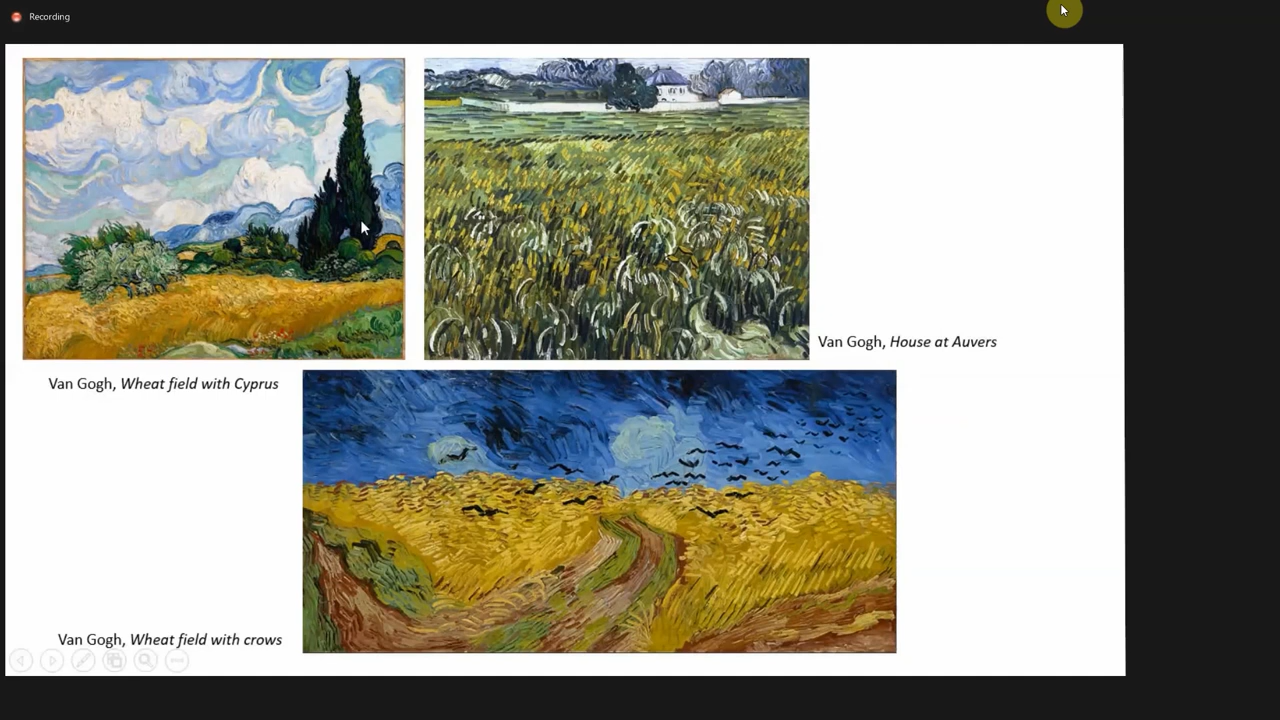 Recording
Van Gogh, House at Auvers
Van Gogh, Wheat field with Cyprus
Van Gogh, Wheat field with crows